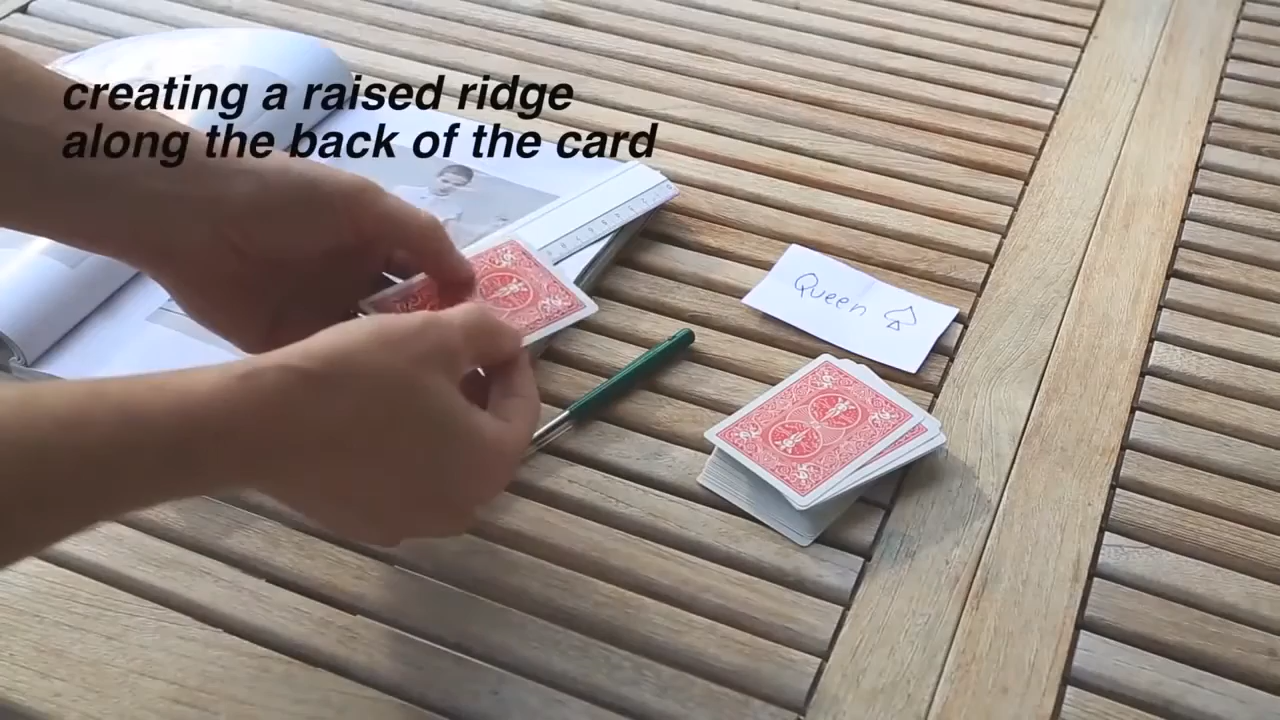 creating a raised ridge
along the back of the card
Queen